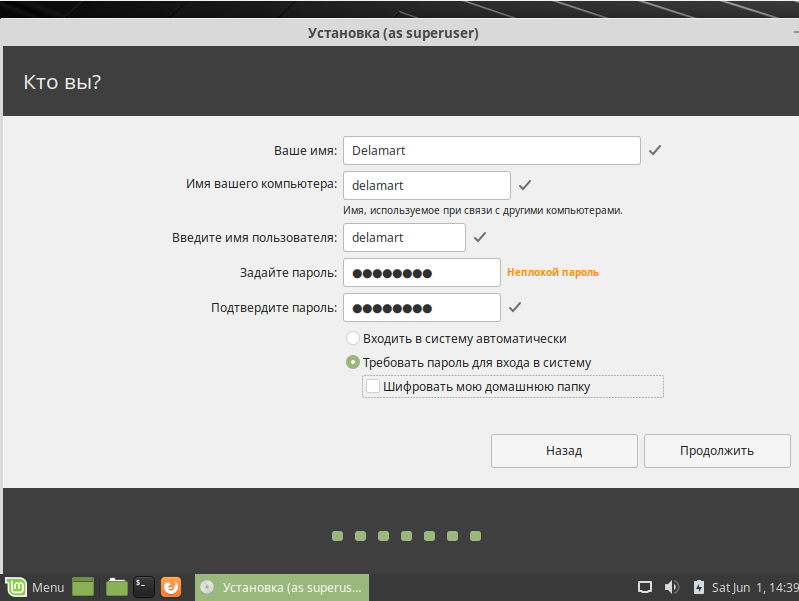 Установка (as superuser)
Кто вы?
Ваше имя: Delamart
Имя вашего компьютера: delamart
Имя, используемое при связи с другими компьютерами.
Введите имя пользователя: delamart
Задайте пароль: ●●●●●●●● Неплохой пароль
Подтвердите пароль: ●●●●●●●●
Входить в систему автоматически
Требовать пароль для входа в систему
Шифровать мою домашнюю папку
Назад Продолжить
Menu Установка (as superus... Sat Jun 1, 14:39